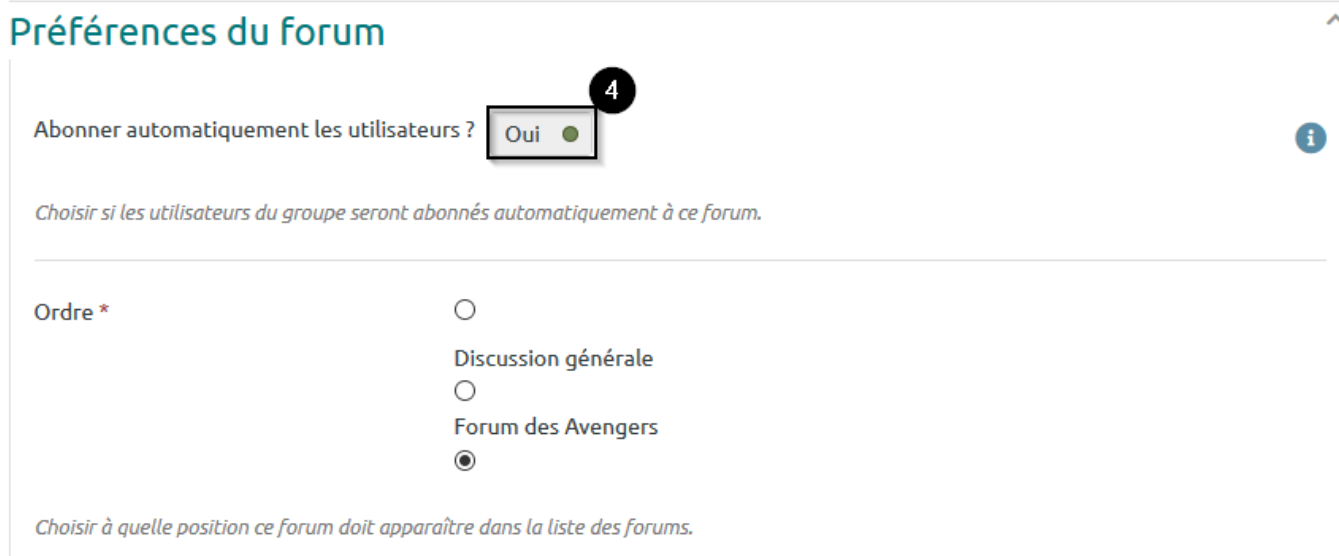 Préférences du forum
4
Abonner automatiquement les utilisateurs ? Oui
Choisir si les utilisateurs du groupe seront abonnés automatiquement à ce forum.
Ordre *
Discussion générale
Forum des Avengers
Choisir à quelle position ce forum doit apparaître dans la liste des forums.